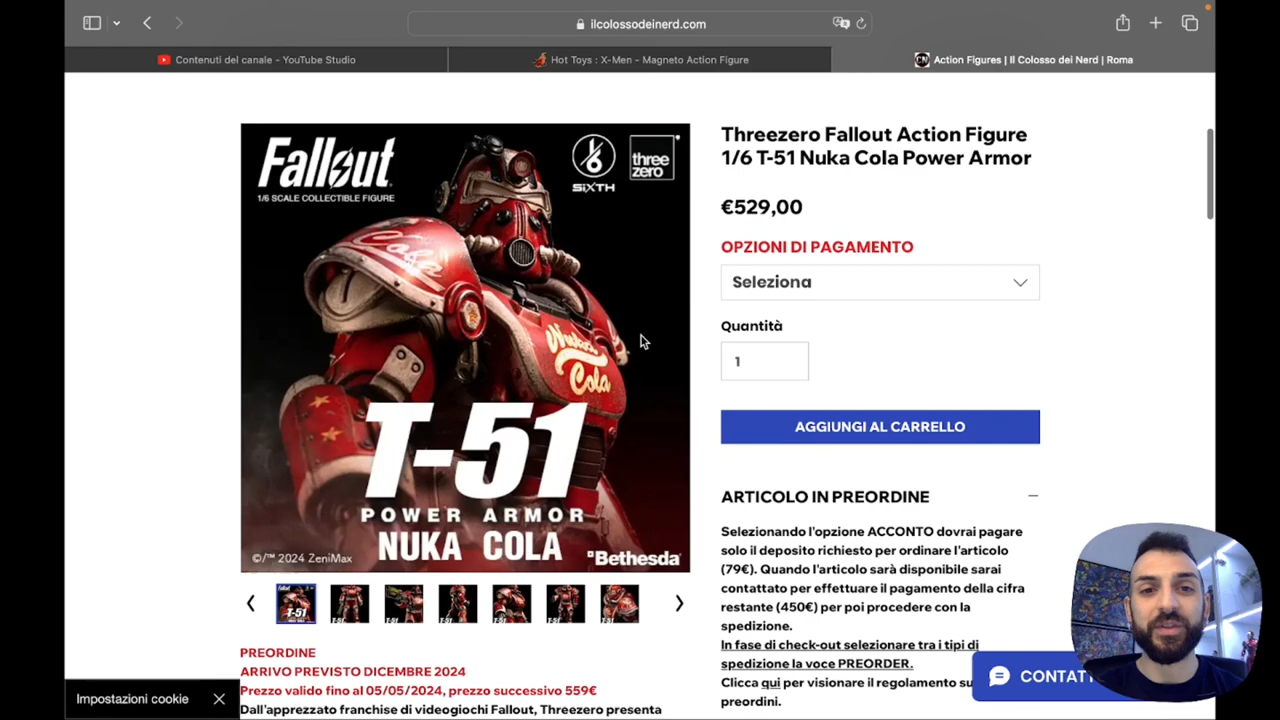 ilcolossodeinerd.com
Contenuti del canale - YouTube Studio
Hot Toys : X-Men - Magneto Action Figure
CN
Action Figures | Il Colosso dei Nerd | Roma
Fallout
1/6 SCALE COLLECTIBLE FIGURE
SiXTH
three
zero
Cola
Nuka
Cola
T-51
POWER ARMOR
NUKA COLA
©/™ 2024 ZeniMax
Bethesda
Threezero Fallout Action Figure
1/6 T-51 Nuka Cola Power Armor
€529,00
OPZIONI DI PAGAMENTO
Seleziona
Quantità
1
AGGIUNGI AL CARRELLO
ARTICOLO IN PREORDINE
Selezionando l'opzione ACCONTO dovrai pagare
solo il deposito richiesto per ordinare l'articolo
(79€). Quando l'articolo sarà disponibile sarai
contattato per effettuare il pagamento della cifra
restante (450€) per poi procedere con la
spedizione.
In fase di check-out selezionare tra i tipi di
spedizione la voce PREORDER.
Clicca qui per visionare il regolamento su
preordini.
PREORDINE
ARRIVO PREVISTO DICEMBRE 2024
Prezzo valido fino al 05/05/2024, prezzo successivo 559€
Dall'apprezzato franchise di videogiochi Fallout, Threezero presenta
Impostazioni cookie
CONTATT